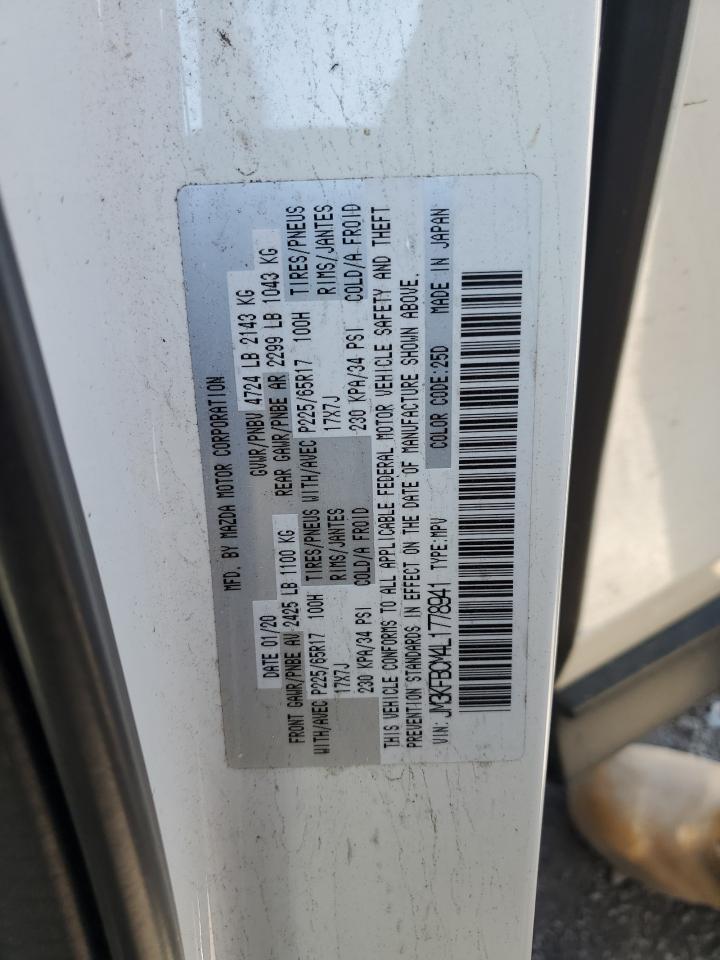 MFD. BY MAZDA MOTOR CORPORATION
DATE 01/20 GVWR/PNBV 4724 LB 2143 KG
FRONT GAWR/PNBE AV 2425 LB 1100 KG REAR GAWR/PNBE AR 2299 LB 1043 KG
WITH/AVEC P225/65R17 100H TIRES/PNEUS WITH/AVEC P225/65R17 100H TIRES/PNEUS
17X7J RIMS/JANTES 17X7J RIMS/JANTES
230 KPA/34 PSI COLD/A FROID 230 KPA/34 PSI COLD/A FROID
THIS VEHICLE CONFORMS TO ALL APPLICABLE FEDERAL MOTOR VEHICLE SAFETY AND THEFT
PREVENTION STANDARDS IN EFFECT ON THE DATE OF MANUFACTURE SHOWN ABOVE.
VIN: JM3KFBCM4L1778941 TYPE:MPV COLOR CODE:25D MADE IN JAPAN